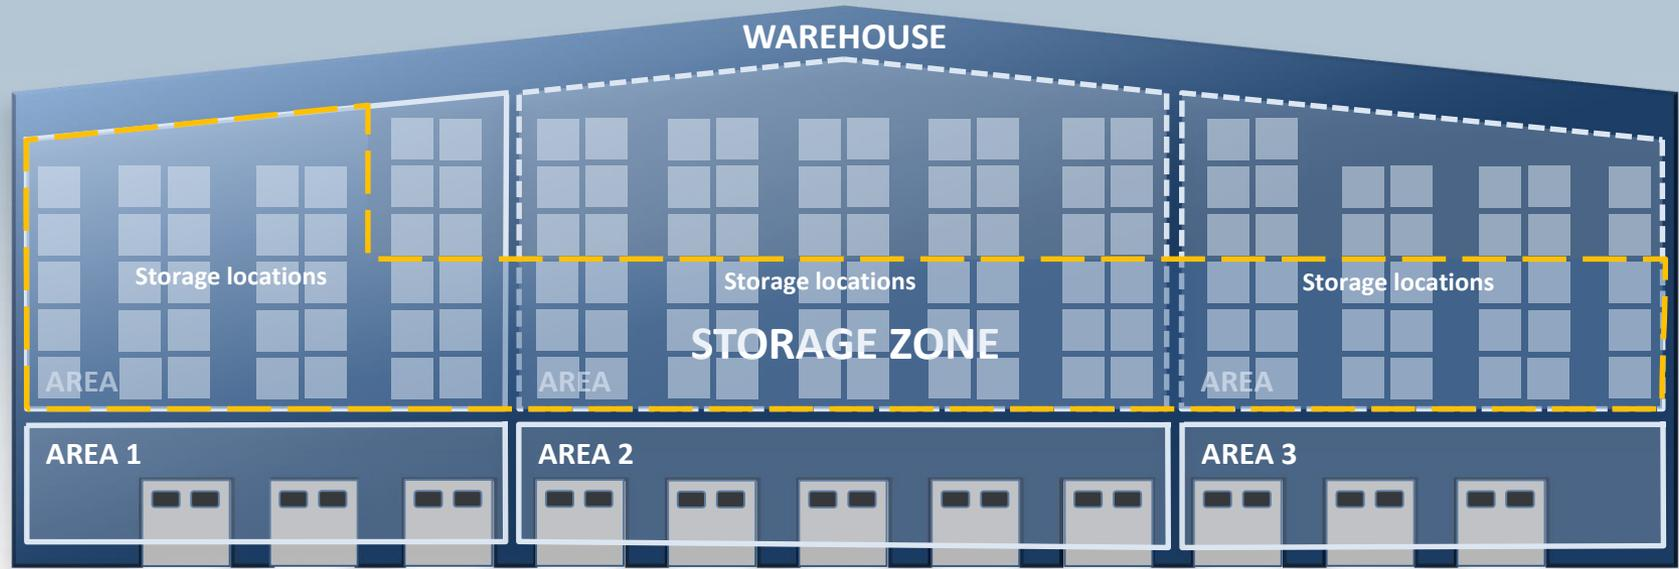 WAREHOUSE
Storage locations
Storage locations
Storage locations
STORAGE ZONE
AREA
AREA
AREA
AREA 1
AREA 2
AREA 3